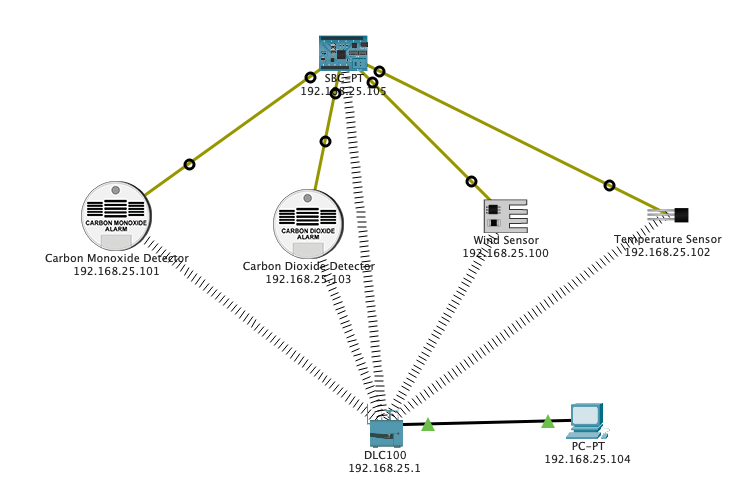 SBC-PT
192.168.25.105
CARBON MONOXIDE
ALARM
Carbon Monoxide Detector
192.168.25.101
CARBON DIOXIDE
ALARM
Carbon Dioxide Detector
192.168.25.103
Wind Sensor
192.168.25.100
Temperature Sensor
192.168.25.102
DLC100
192.168.25.1
PC-PT
192.168.25.104